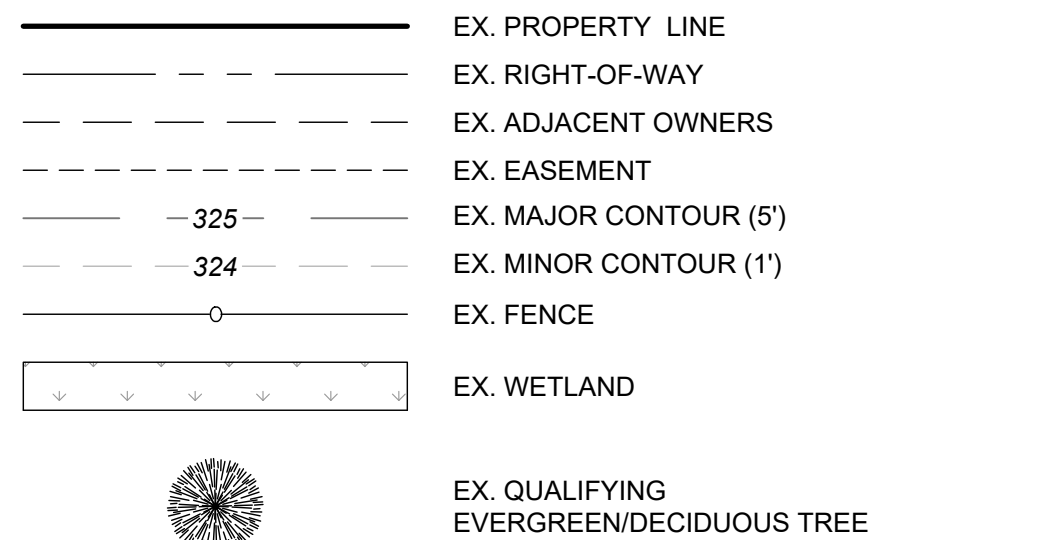 EX. PROPERTY LINE
EX. RIGHT-OF-WAY
EX. ADJACENT OWNERS
EX. EASEMENT
325 EX. MAJOR CONTOUR (5')
324 EX. MINOR CONTOUR (1')
EX. FENCE
EX. WETLAND
EX. QUALIFYING
EVERGREEN/DECIDUOUS TREE